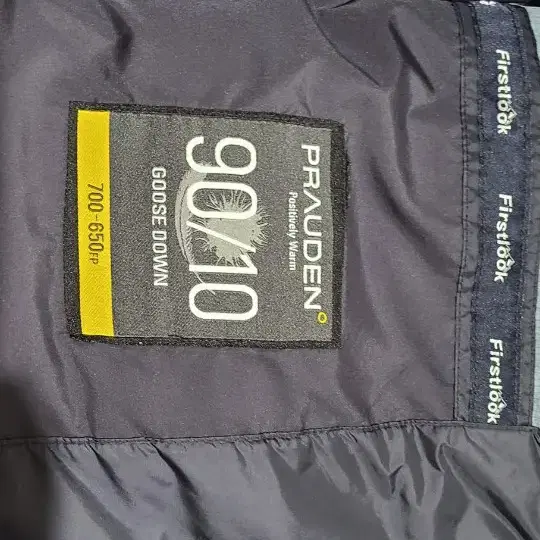 PRAUDEN
Positively Warm
90/10
GOOSE DOWN
700-650FP
Firstlook
Firstlook
Firstlook